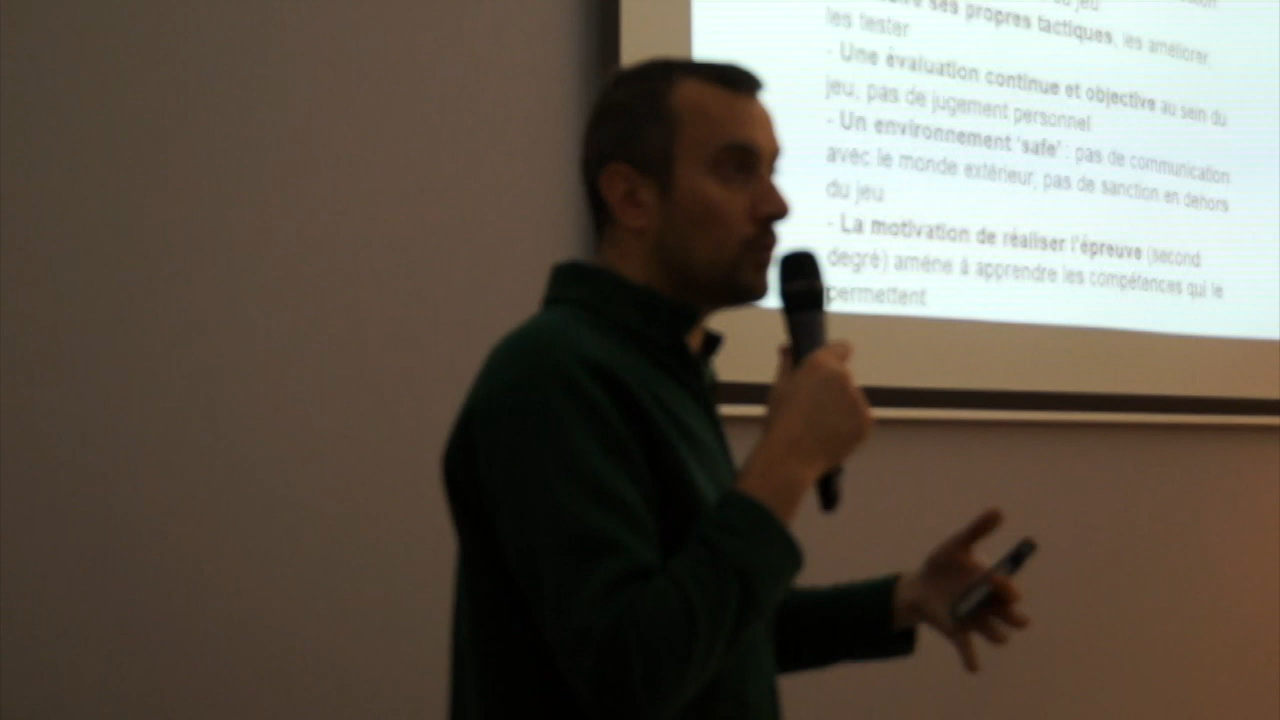 du jeu.
ses propres tactiques, les améliorer,
les tester
- Une évaluation continue et objective au sein du
jeu, pas de jugement personnel
- Un environnement 'safe' : pas de communication
avec le monde extérieur, pas de sanction en dehors
du jeu
- La motivation de réaliser l'épreuve (second
degré) amène à apprendre les compétences qui le
permettent